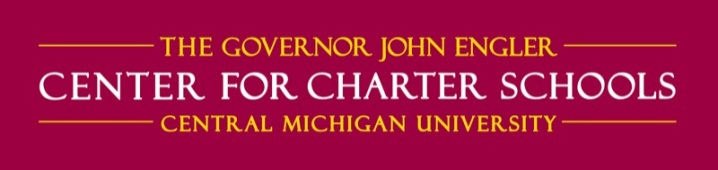 THE GOVERNOR JOHN ENGLER
CENTER FOR CHARTER SCHOOLS
CENTRAL MICHIGAN UNIVERSITY